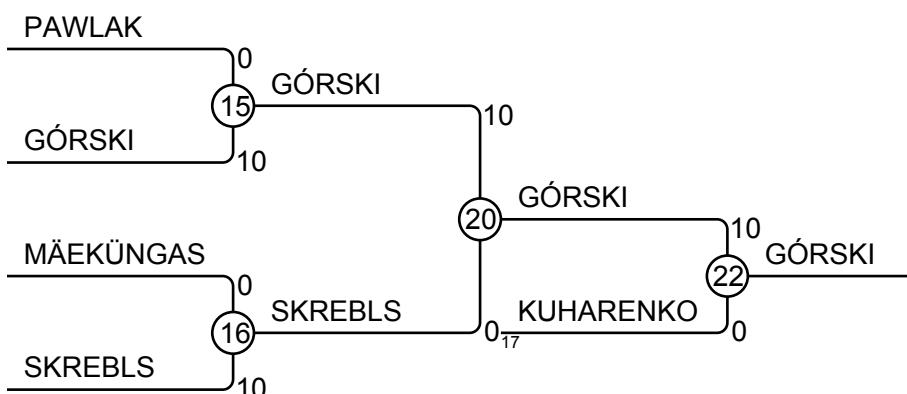 PAWLAK
0
15
GÓRSKI
GÓRSKI
10
10
MÄEKÜNGAS
0
16
SKREBLS
SKREBLS
10
0
20
GÓRSKI
10
17
KUHARENKO
0
22
GÓRSKI